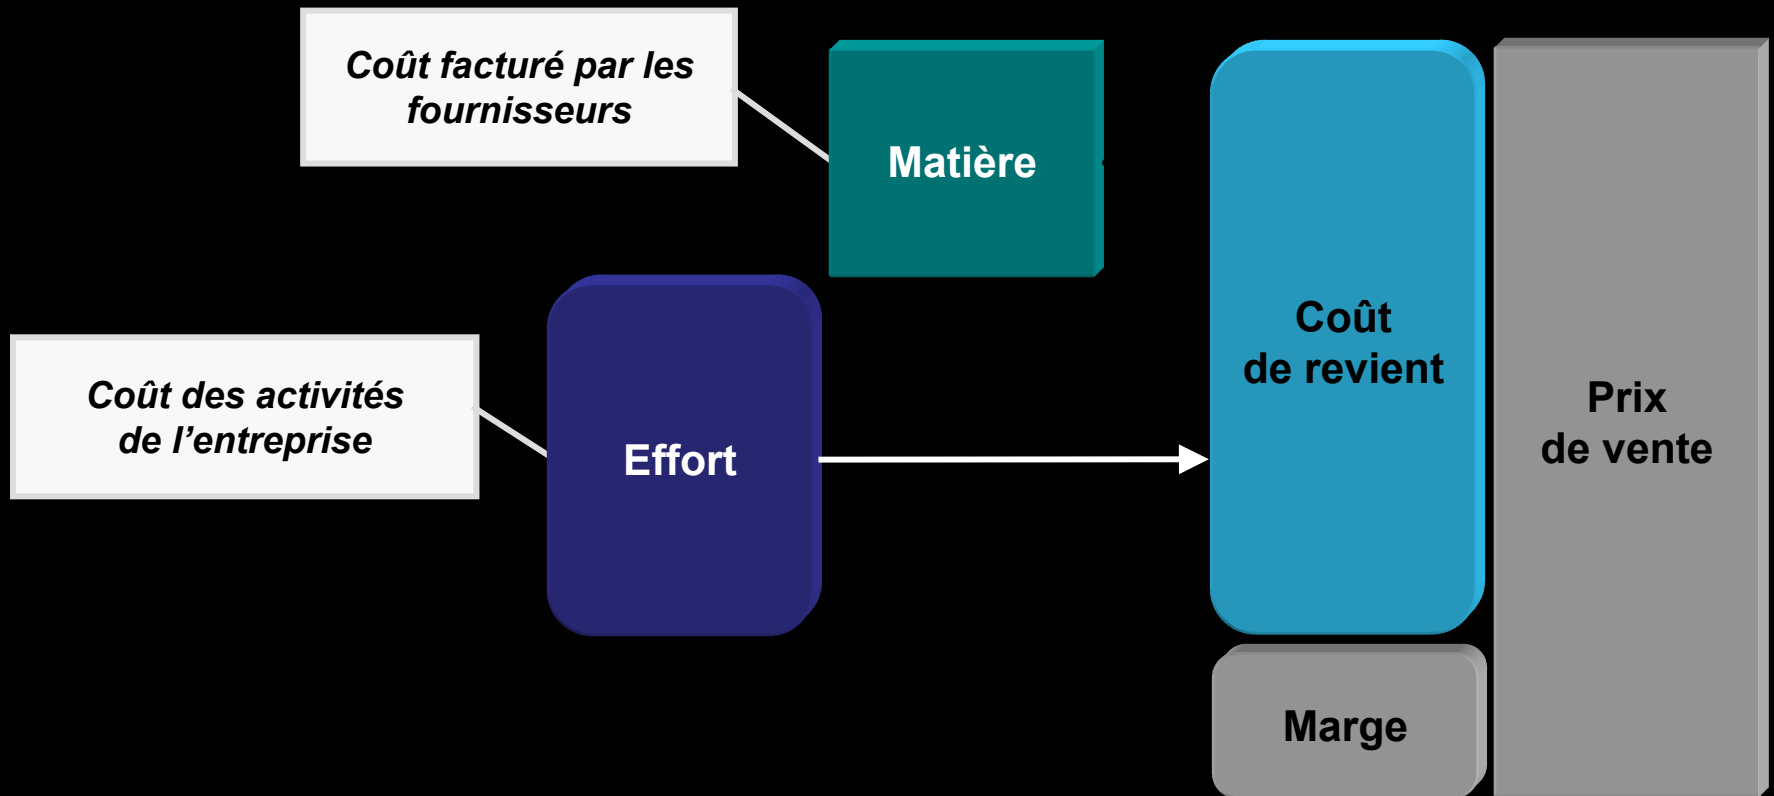 Coût facturé par les
fournisseurs
Matière
Coût des activités
de l’entreprise
Effort
Coût
de revient
Prix
de vente
Marge